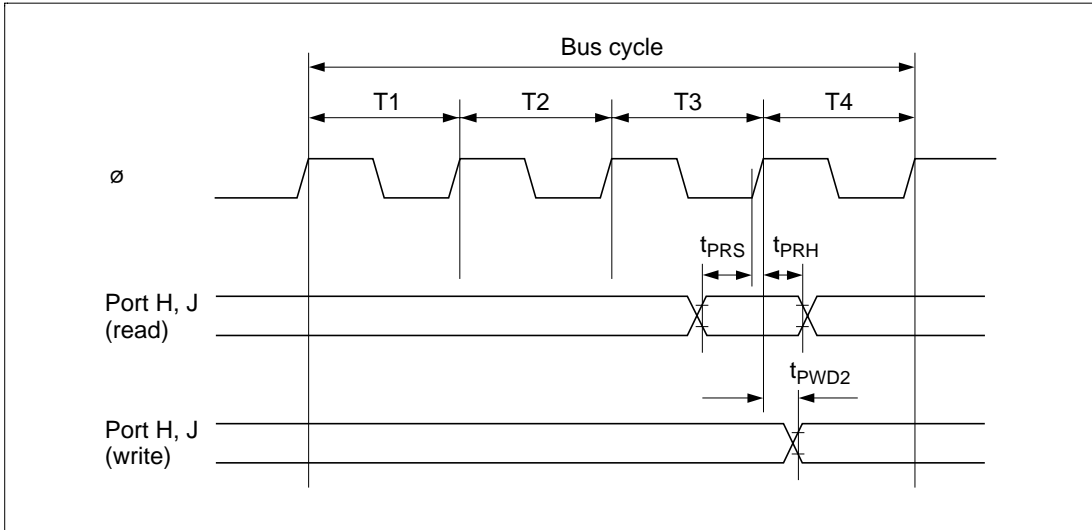 Bus cycle
T1 T2 T3 T4
ø
tPRS tPRH
Port H, J
(read)
tPWD2
Port H, J
(write)